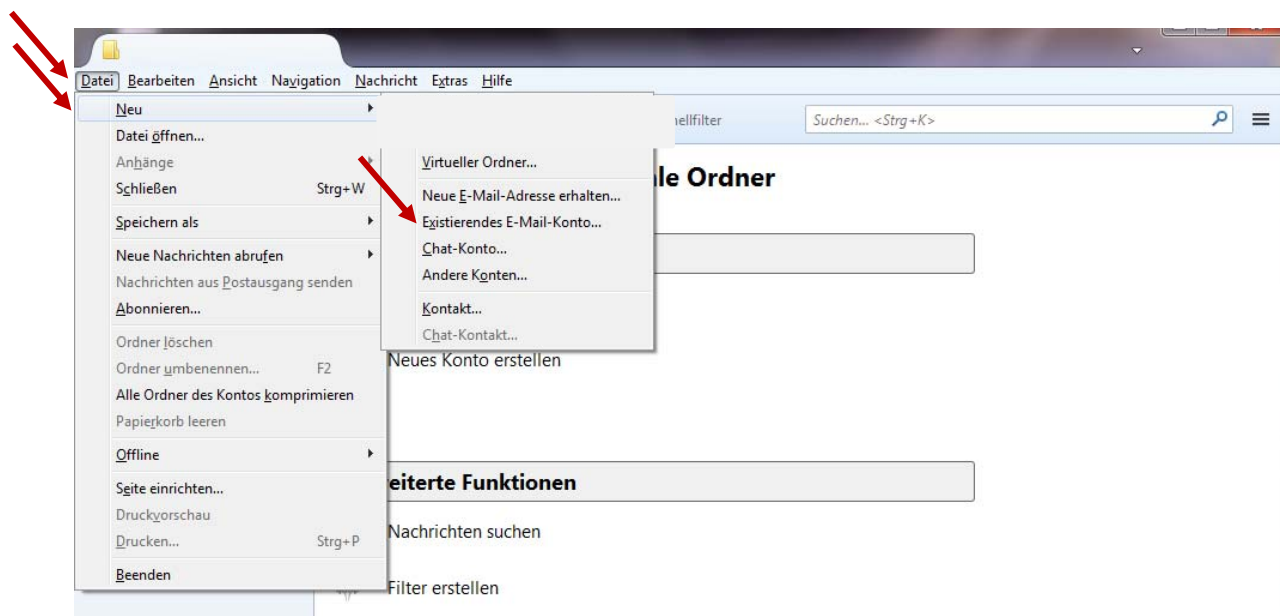 Datei Bearbeiten Ansicht Navigation Nachricht Extras Hilfe
Neu
Datei öffnen...
Anhänge
Schließen Strg+W
Speichern als
Neue Nachrichten abrufen
Nachrichten aus Postausgang senden
Abonnieren...
Ordner löschen
Ordner umbenennen... F2
Alle Ordner des Kontos komprimieren
Papierkorb leeren
Offline
Seite einrichten...
Druckvorschau
Drucken... Strg+P
Beenden
Virtueller Ordner...
Neue E-Mail-Adresse erhalten...
Existierendes E-Mail-Konto...
Chat-Konto...
Andere Konten...
Kontakt...
Chat-Kontakt...
Suchen... <Strg+K>
Ordner
Neues Konto erstellen
Funktionen
Nachrichten suchen
Filter erstellen